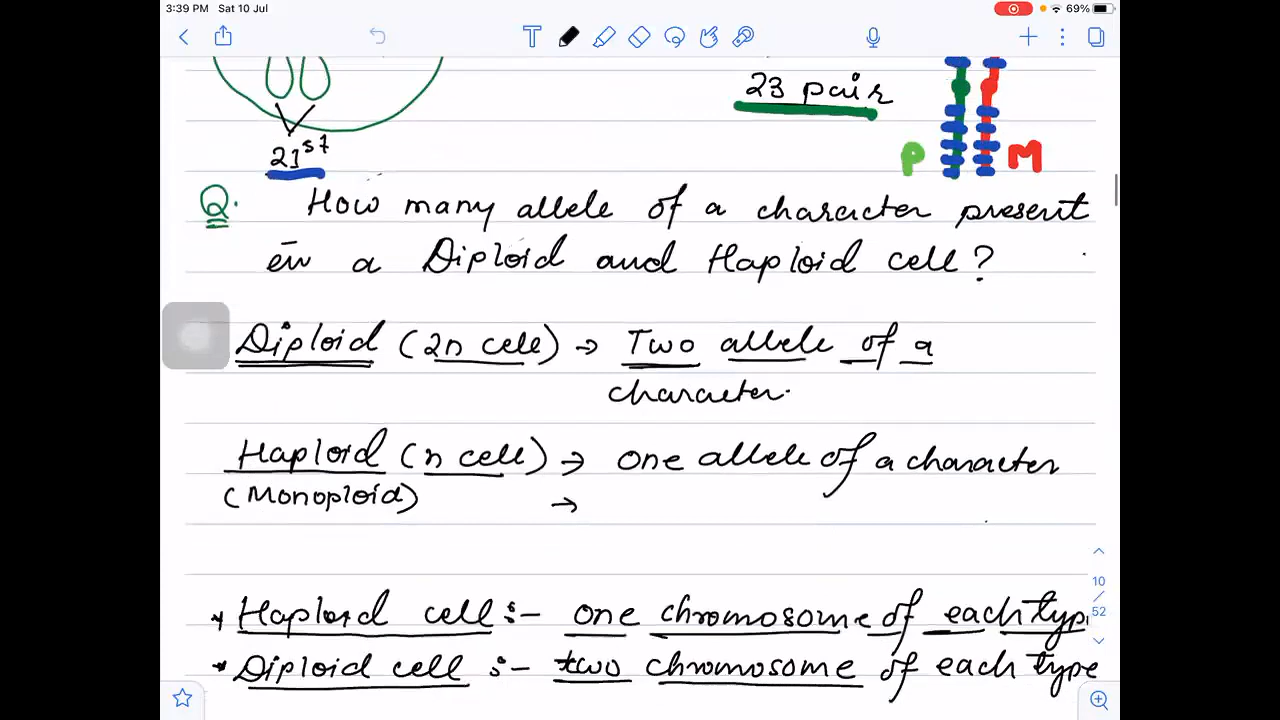 3:39 PM Sat 10 Jul
69%
23 pair
P M
21st
Q. How many allele of a character present
in a Diploid and Haploid cell?
Diploid (2n cell) → Two allele of a
character.
Haploid (n cell) → one allele of a character
(Monoploid) →
10
/
52
* Haploid cell :- one chromosome of each type
* Diploid cell :- two chromosome of each type